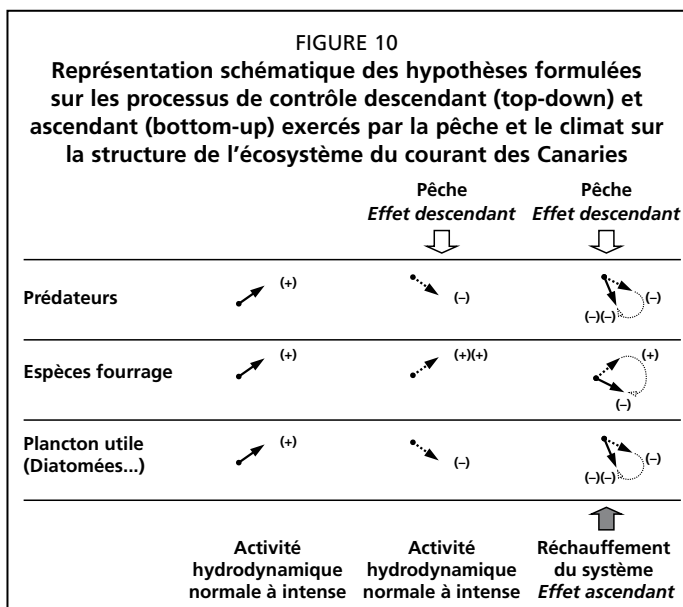 FIGURE 10
Représentation schématique des hypothèses formulées
sur les processus de contrôle descendant (top-down) et
ascendant (bottom-up) exercés par la pêche et le climat sur
la structure de l'écosystème du courant des Canaries
Pêche Pêche
Effet descendant Effet descendant
Prédateurs (+) (–) (–)(–) (–)
Espèces fourrage (+) (+)(+) (+) (–)
Plancton utile
(Diatomées...) (+) (–) (–)(–) (–)
Activité Activité Réchauffement
hydrodynamique hydrodynamique du système
normale à intense normale à intense Effet ascendant